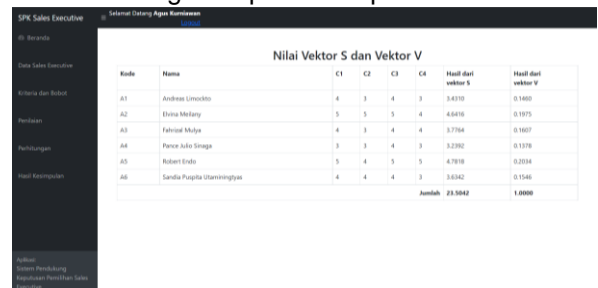 SPK Sales Executive
Selamat Datang Agus Kurniawan
Logout
Beranda
Data Sales Executive
Kriteria dan Bobot
Penilaian
Perhitungan
Hasil Kesimpulan
Nilai Vektor S dan Vektor V
Kode Nama C1 C2 C3 C4 Hasil dari vektor S Hasil dari vektor V
A1 Andreas Limockito 4 3 4 3 3.4310 0.1460
A2 Elvina Meilany 5 5 5 4 4.6416 0.1975
A3 Fahrizal Mulya 4 3 4 4 3.7764 0.1607
A4 Pance Julio Sinaga 3 3 4 3 3.2392 0.1378
A5 Robert Endo 5 4 5 5 4.7818 0.2034
A6 Sandia Puspita Utaminingtyas 4 4 4 3 3.6342 0.1546
Jumlah 23.5042 1.0000
Aplikasi
Sistem Pendukung
Keputusan Pemilihan Sales
Executive